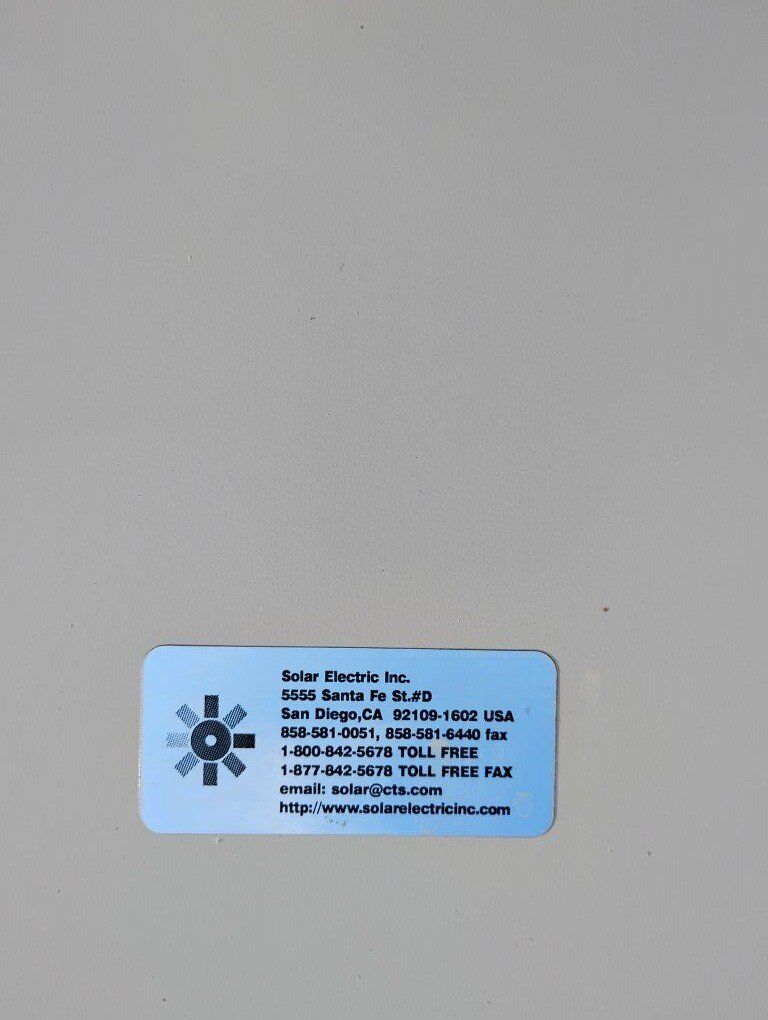 Solar Electric Inc.
5555 Santa Fe St.#D
San Diego,CA 92109-1602 USA
858-581-0051, 858-581-6440 fax
1-800-842-5678 TOLL FREE
1-877-842-5678 TOLL FREE FAX
email: solar@cts.com
http://www.solarelectricinc.com